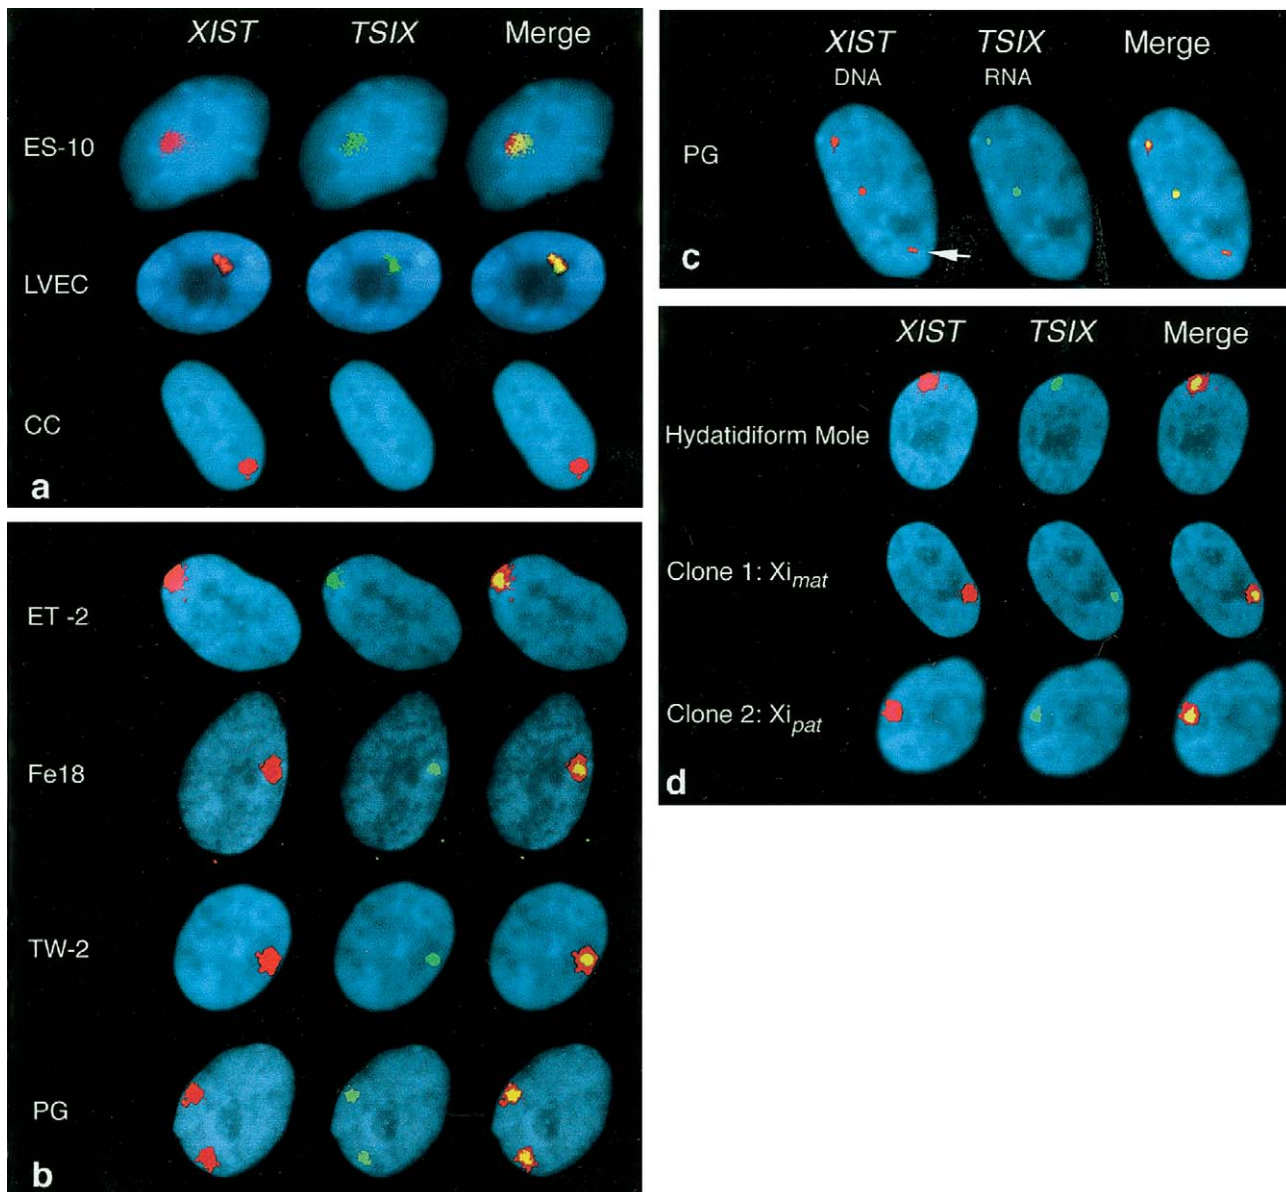 XIST TSIX Merge
ES-10
LVEC
CC
a
ET -2
Fe18
TW-2
PG
b
XIST TSIX Merge
DNA RNA
PG
c
XIST TSIX Merge
Hydatidiform Mole
Clone 1: Ximat
Clone 2: Xipat
d